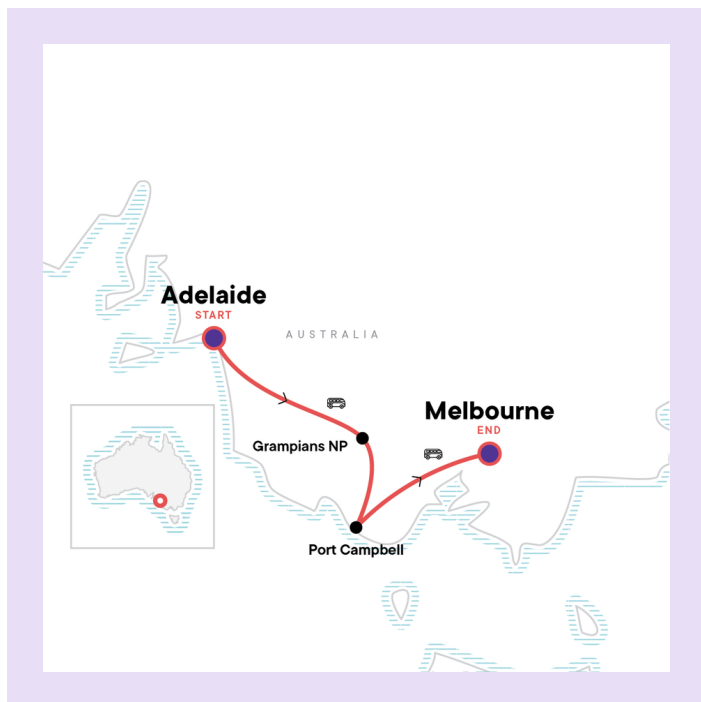 Adelaide
START
AUSTRALIA
Melbourne
END
Grampians NP
Port Campbell